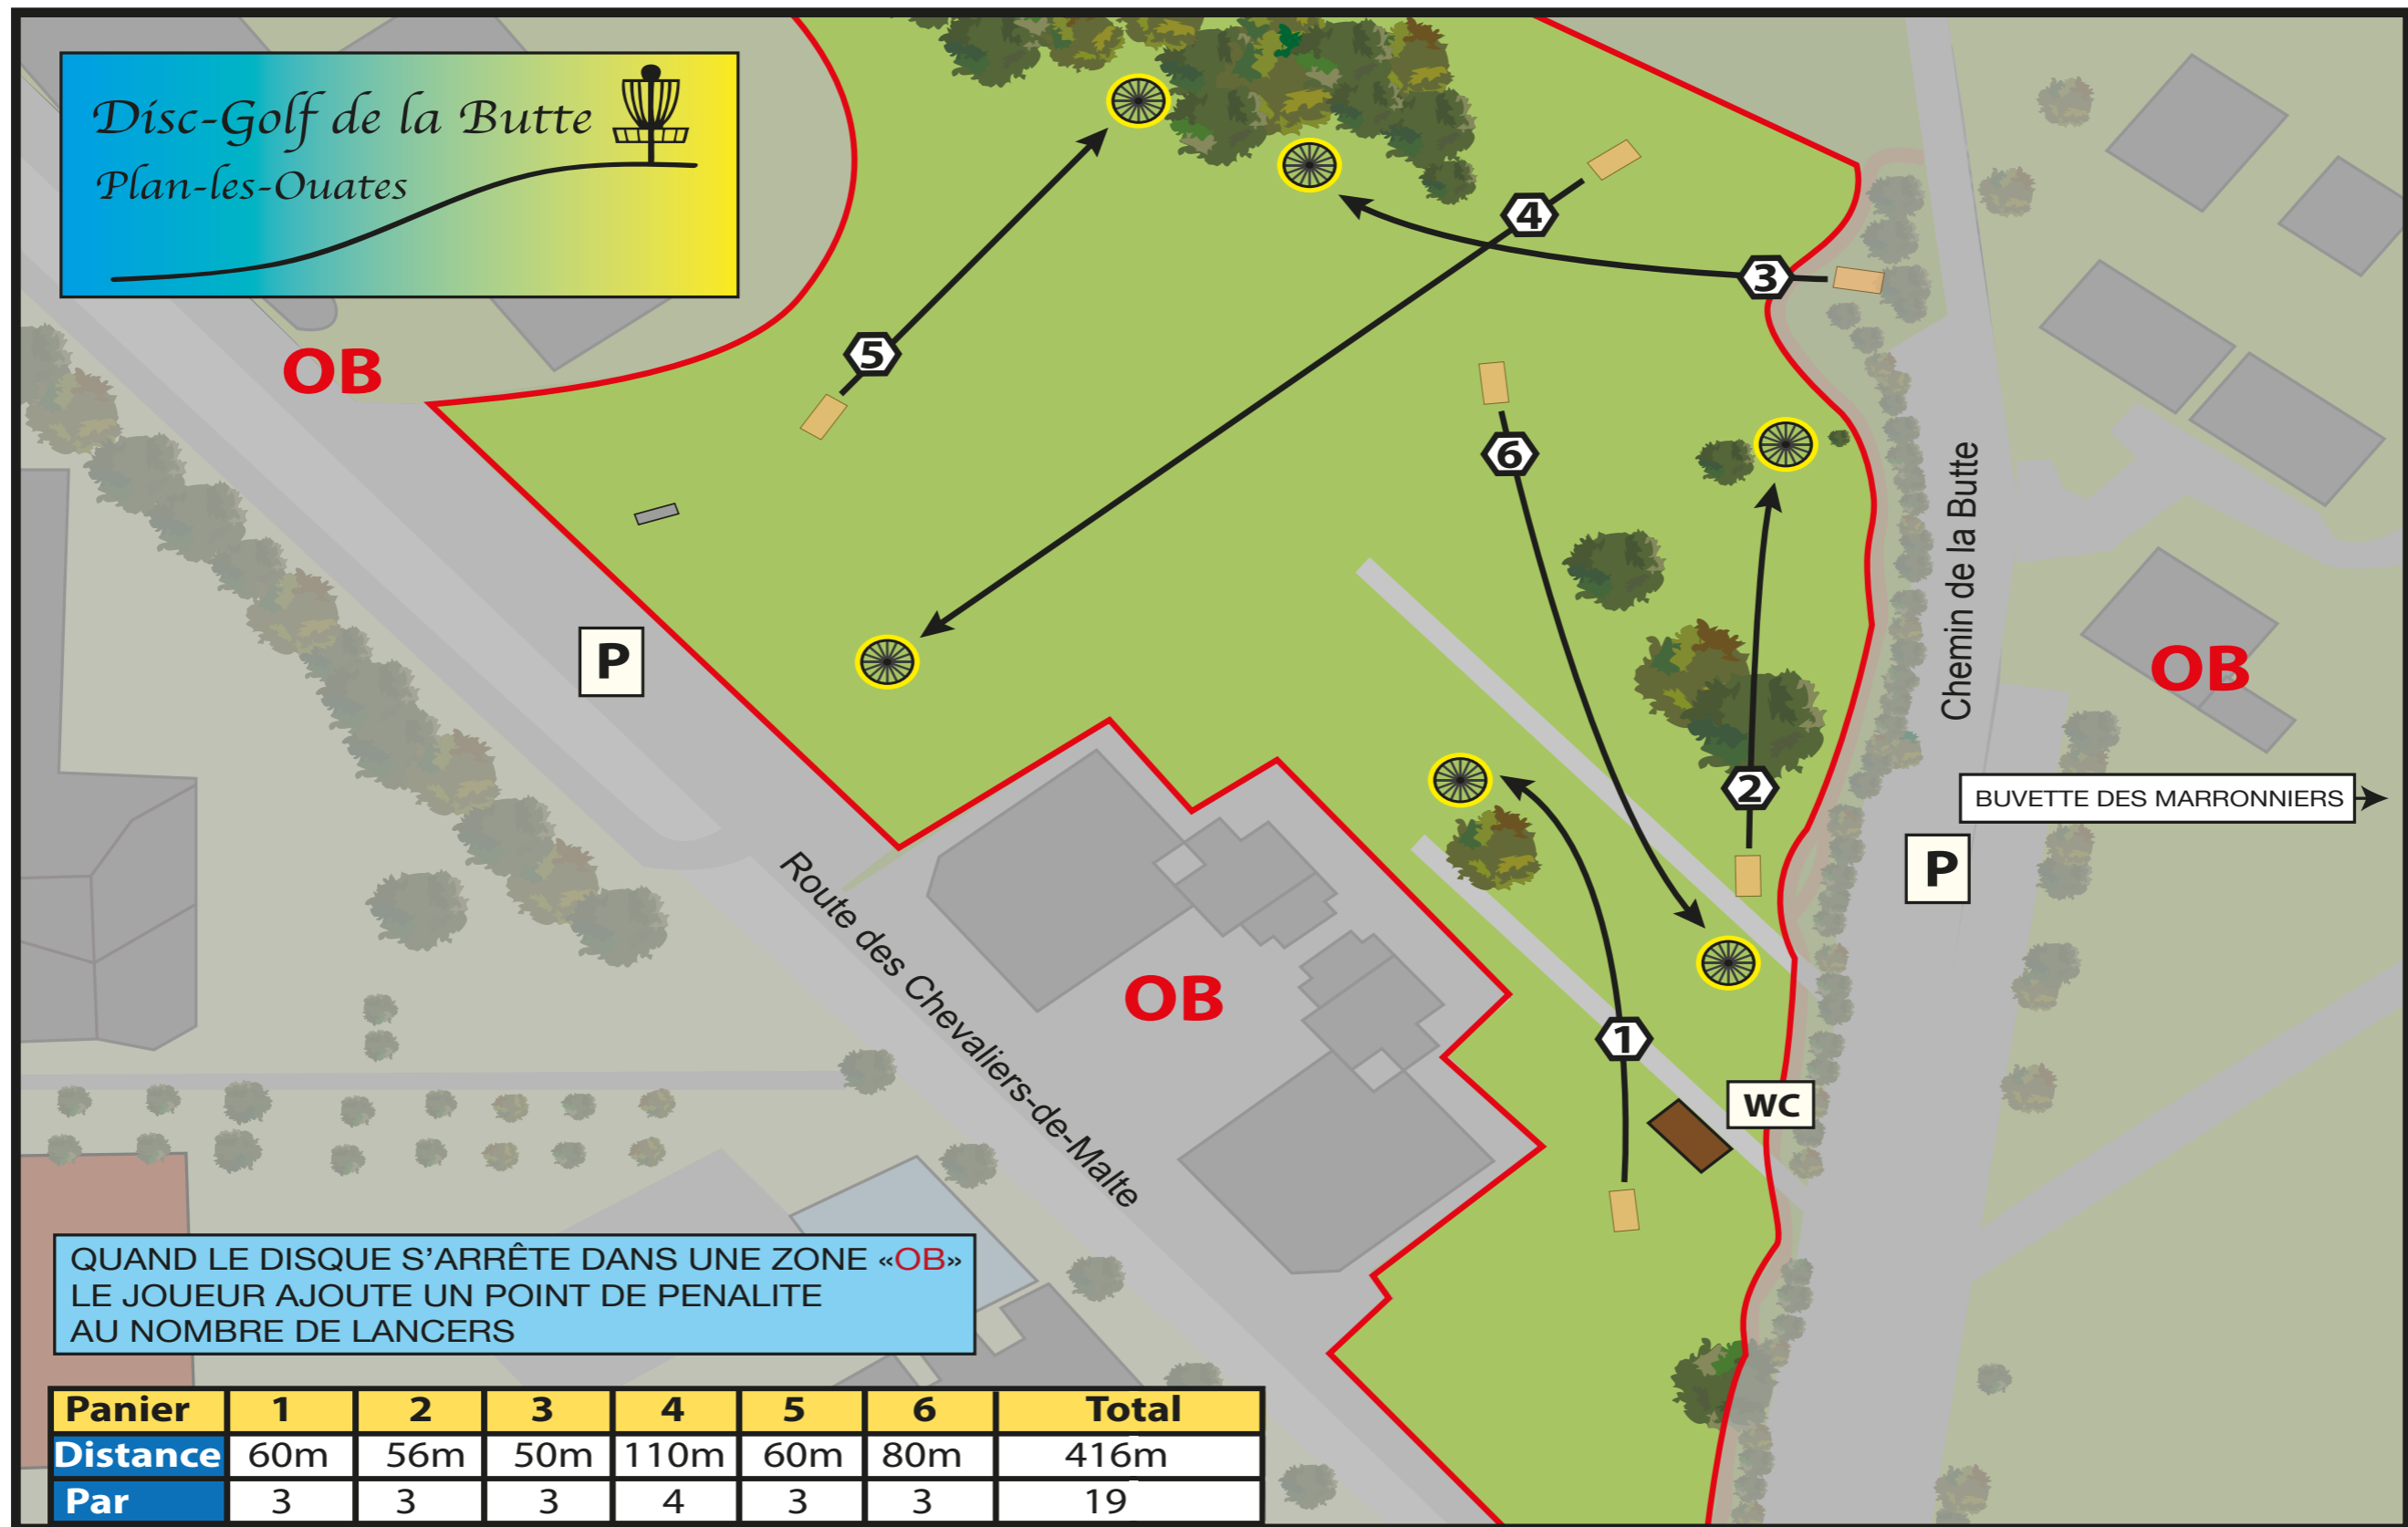 Disc-Golf de la Butte
Plan-les-Ouates
OB
5
4
3
6
P
Chemin de la Butte
OB
2
BUVETTE DES MARRONNIERS
P
Route des Chevaliers-de-Malte
OB
1
WC
QUAND LE DISQUE S’ARRÊTE DANS UNE ZONE «OB»
LE JOUEUR AJOUTE UN POINT DE PENALITE
AU NOMBRE DE LANCERS
Panier 1 2 3 4 5 6 Total
Distance 60m 56m 50m 110m 60m 80m 416m
Par 3 3 3 4 3 3 19